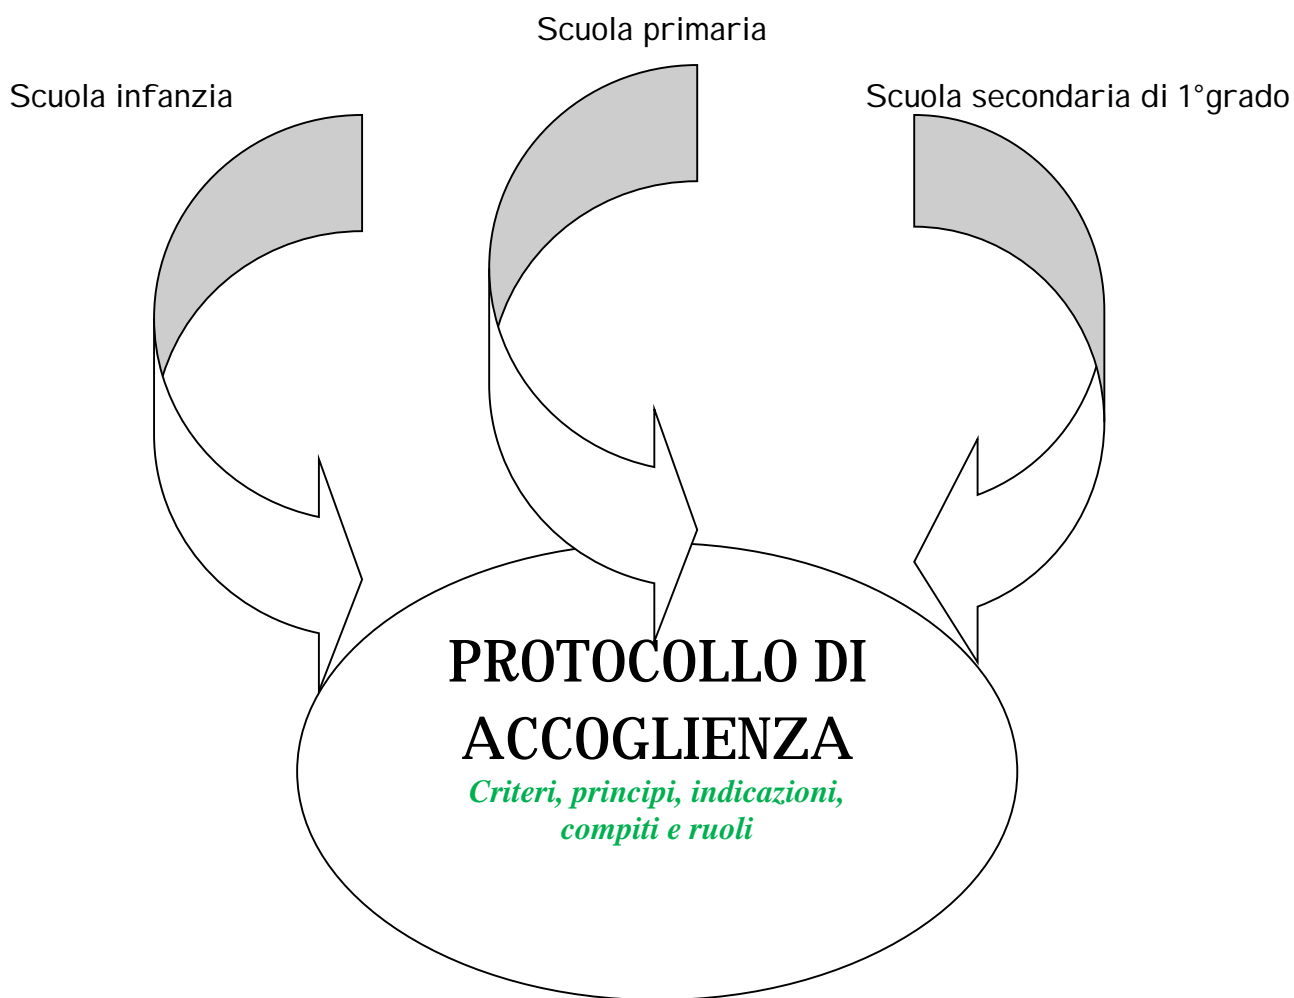 Scuola primaria
Scuola infanzia
Scuola secondaria di 1°grado
PROTOCOLLO DI
ACCOGLIENZA
Criteri, principi, indicazioni,
compiti e ruoli